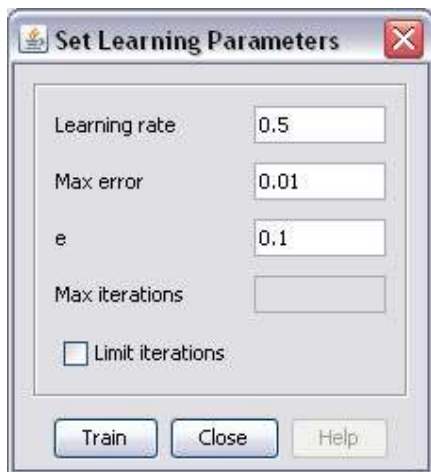 Set Learning Parameters
Learning rate 0.5
Max error 0.01
e 0.1
Max iterations
Limit iterations
Train Close Help